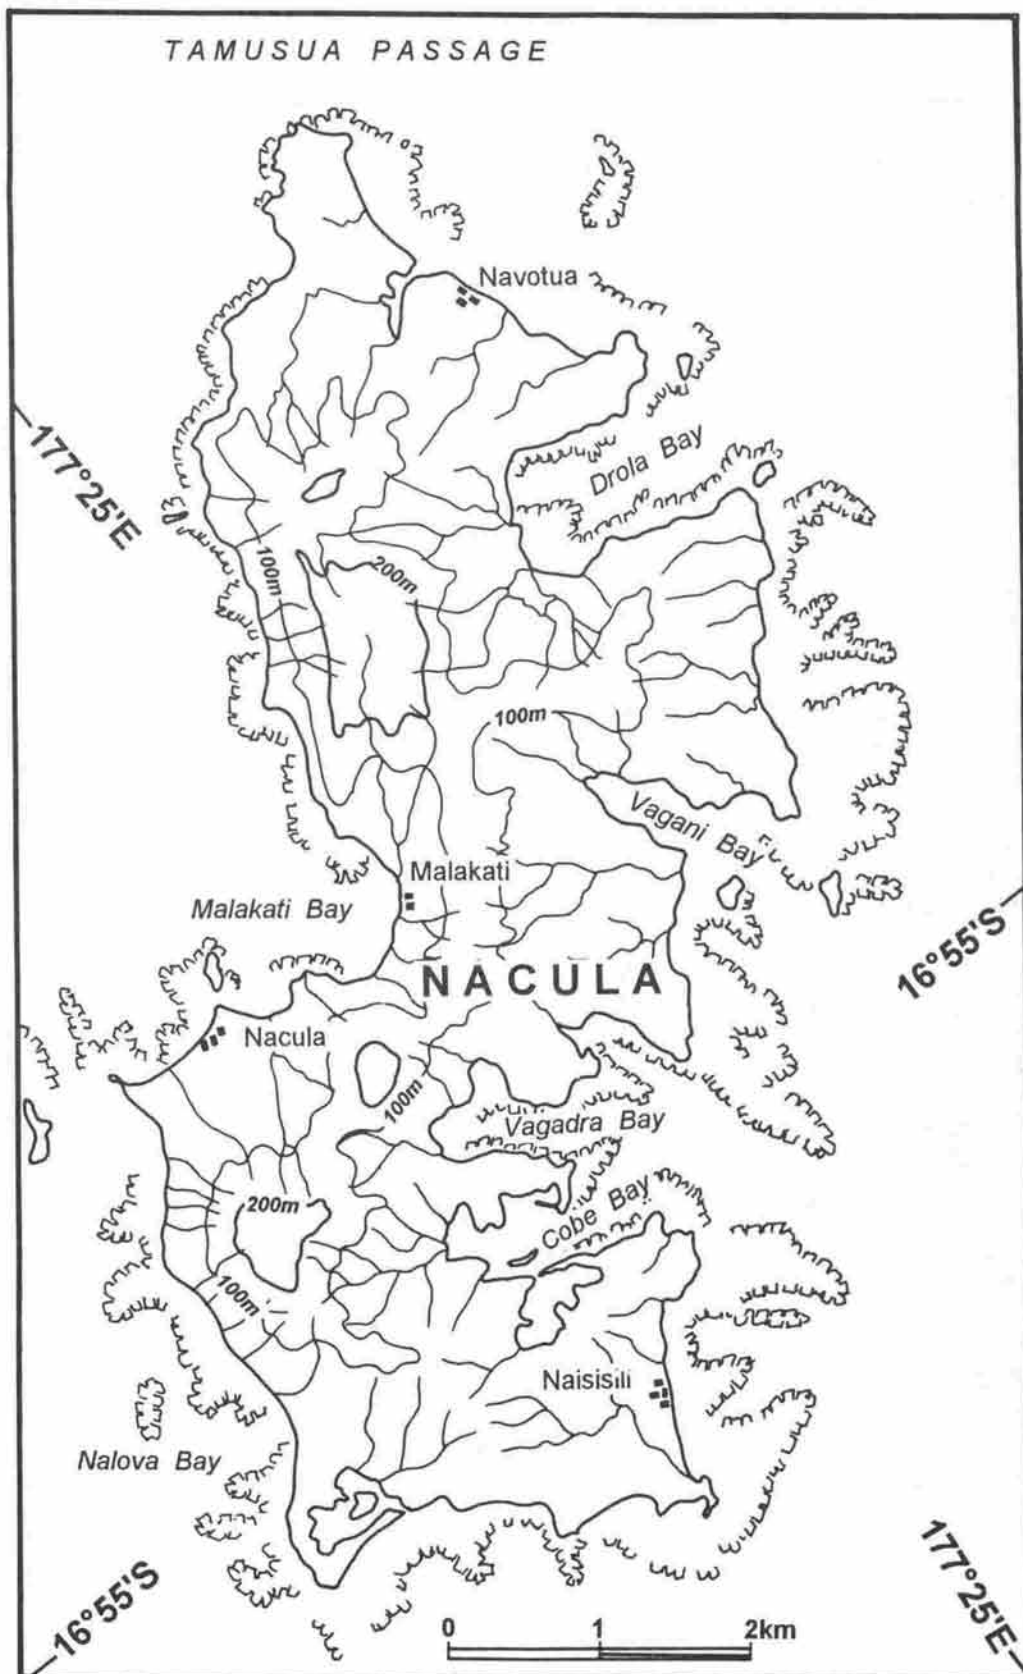 TAMUSUA PASSAGE
Navotua
177°25'E
Drola Bay
100m
200m
100m
Vagani Bay
Malakati
Malakati Bay
16°55'S
NACULA
Nacula
100m
Vagadra Bay
200m
Cobe Bay
100m
Naisisili
Nalova Bay
16°55'S
177°25'E
0 1 2km